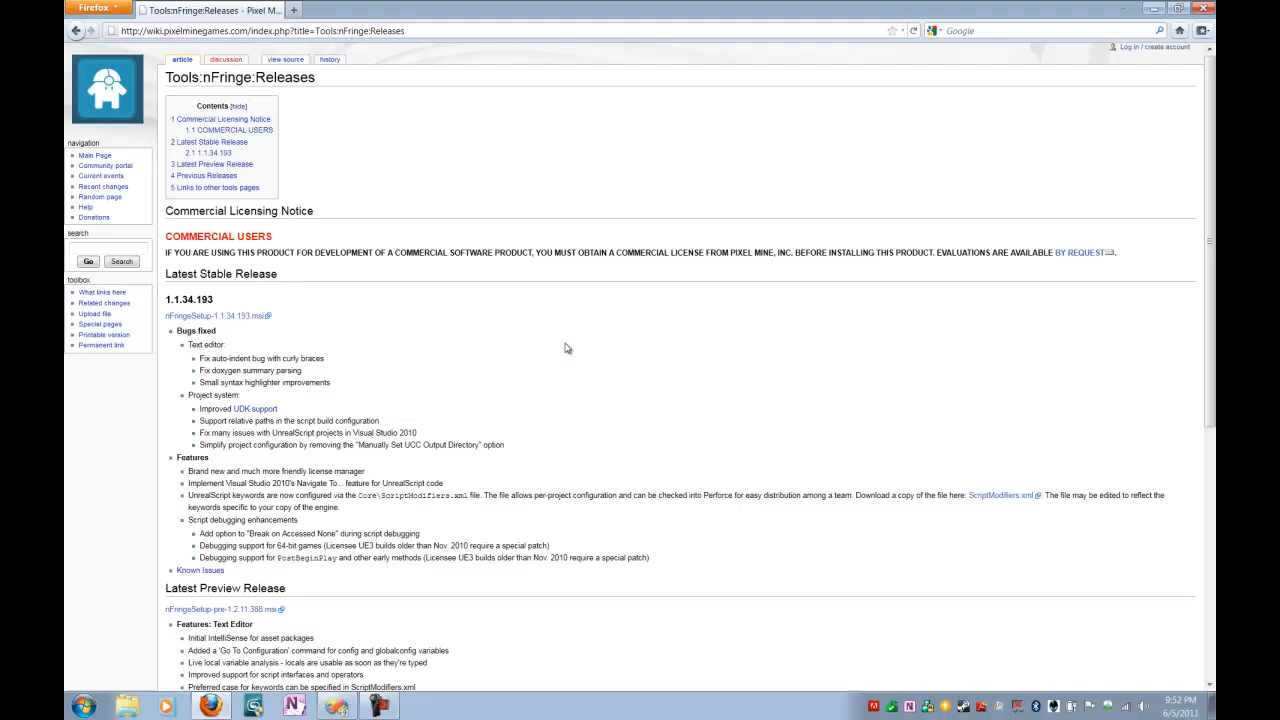 Firefox
Tools:nFringe:Releases - Pixel M...
http://wiki.pixelminegames.com/index.php?title=Tools:nFringe:Releases
Google
Log in / create account
article
discussion
view source
history
Tools:nFringe:Releases
Contents [hide]
1 Commercial Licensing Notice
1.1 COMMERCIAL USERS
2 Latest Stable Release
2.1 1.1.34.193
3 Latest Preview Release
4 Previous Releases
5 Links to other tools pages
navigation
Main Page
Community portal
Current events
Recent changes
Random page
Help
Donations
search
Go
Search
toolbox
What links here
Related changes
Upload file
Special pages
Printable version
Permanent link
Commercial Licensing Notice
COMMERCIAL USERS
IF YOU ARE USING THIS PRODUCT FOR DEVELOPMENT OF A COMMERCIAL SOFTWARE PRODUCT, YOU MUST OBTAIN A COMMERCIAL LICENSE FROM PIXEL MINE, INC. BEFORE INSTALLING THIS PRODUCT. EVALUATIONS ARE AVAILABLE BY REQUEST.
Latest Stable Release
1.1.34.193
nFringeSetup-1.1.34.193.msi
Bugs fixed
Text editor:
Fix auto-indent bug with curly braces
Fix doxygen summary parsing
Small syntax highlighter improvements
Project system:
Improved UDK support
Support relative paths in the script build configuration
Fix many issues with UnrealScript projects in Visual Studio 2010
Simplify project configuration by removing the "Manually Set UCC Output Directory" option
Features
Brand new and much more friendly license manager
Implement Visual Studio 2010's Navigate To... feature for UnrealScript code
UnrealScript keywords are now configured via the Core\ScriptModifiers.xml file. The file allows per-project configuration and can be checked into Perforce for easy distribution among a team. Download a copy of the file here: ScriptModifiers.xml. The file may be edited to reflect the
keywords specific to your copy of the engine.
Script debugging enhancements
Add option to "Break on Accessed None" during script debugging
Debugging support for 64-bit games (Licensee UE3 builds older than Nov. 2010 require a special patch)
Debugging support for PostBeginPlay and other early methods (Licensee UE3 builds older than Nov. 2010 require a special patch)
Known Issues
Latest Preview Release
nFringeSetup-pre-1.2.11.388.msi
Features: Text Editor
Initial IntelliSense for asset packages
Added a 'Go To Configuration' command for config and globalconfig variables
Live local variable analysis - locals are usable as soon as they're typed
Improved support for script interfaces and operators
Preferred case for keywords can be specified in ScriptModifiers.xml
9:52 PM
6/5/2011